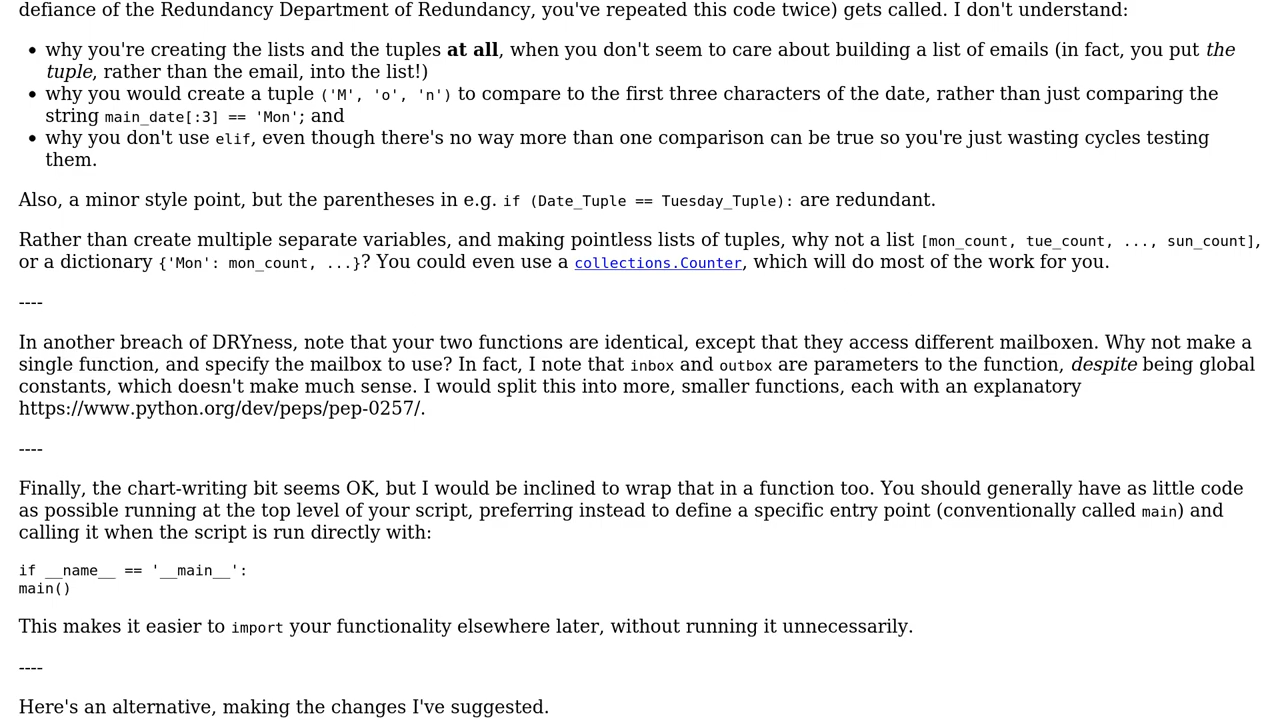 defiance of the Redundancy Department of Redundancy, you've repeated this code twice) gets called. I don't understand:
• why you're creating the lists and the tuples at all, when you don't seem to care about building a list of emails (in fact, you put the
tuple, rather than the email, into the list!)
• why you would create a tuple ('M', 'o', 'n') to compare to the first three characters of the date, rather than just comparing the
string main_date[:3] == 'Mon'; and
• why you don't use elif, even though there's no way more than one comparison can be true so you're just wasting cycles testing
them.
Also, a minor style point, but the parentheses in e.g. if (Date_Tuple == Tuesday_Tuple): are redundant.
Rather than create multiple separate variables, and making pointless lists of tuples, why not a list [mon_count, tue_count, ..., sun_count],
or a dictionary {'Mon': mon_count, ...}? You could even use a collections.Counter, which will do most of the work for you.
----
In another breach of DRYness, note that your two functions are identical, except that they access different mailboxen. Why not make a
single function, and specify the mailbox to use? In fact, I note that inbox and outbox are parameters to the function, despite being global
constants, which doesn't make much sense. I would split this into more, smaller functions, each with an explanatory
https://www.python.org/dev/peps/pep-0257/.
----
Finally, the chart-writing bit seems OK, but I would be inclined to wrap that in a function too. You should generally have as little code
as possible running at the top level of your script, preferring instead to define a specific entry point (conventionally called main) and
calling it when the script is run directly with:
if __name__ == '__main__':
main()
This makes it easier to import your functionality elsewhere later, without running it unnecessarily.
----
Here's an alternative, making the changes I've suggested.